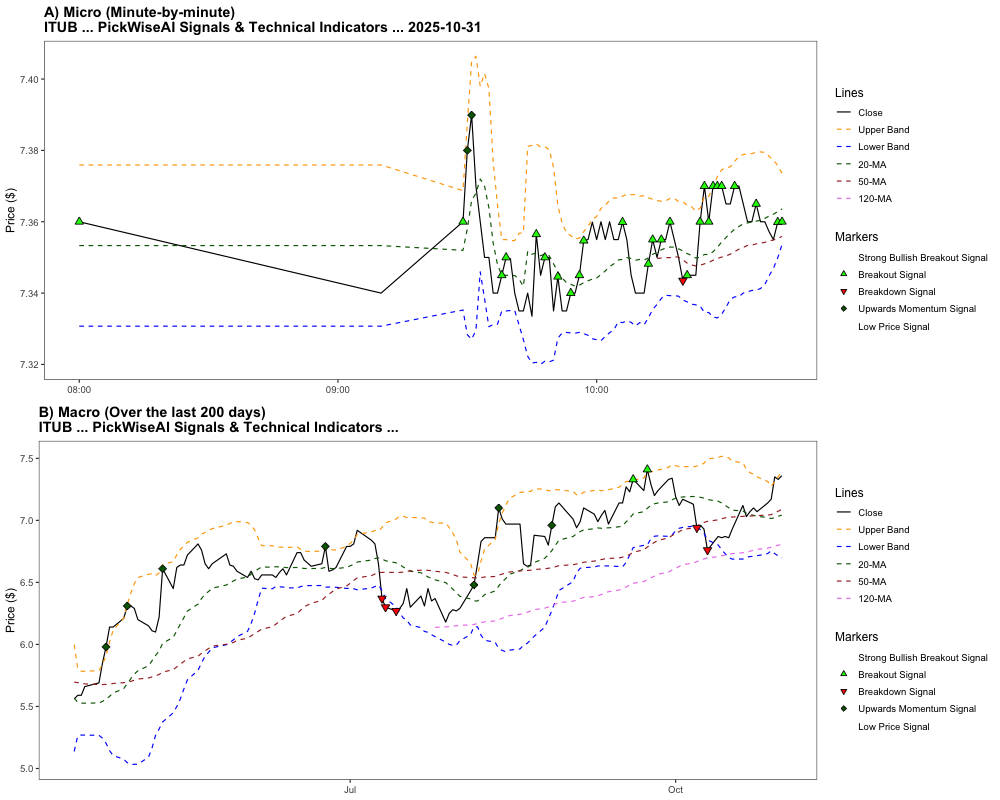 A) Micro (Minute-by-minute)
ITUB ... PickWiseAI Signals & Technical Indicators ... 2025-10-31
7.40
7.38
7.36
7.34
7.32
Price ($)
08:00
09:00
10:00
Lines
Close
Upper Band
Lower Band
20-MA
50-MA
120-MA
Markers
Strong Bullish Breakout Signal
Breakout Signal
Breakdown Signal
Upwards Momentum Signal
Low Price Signal
B) Macro (Over the last 200 days)
ITUB ... PickWiseAI Signals & Technical Indicators ...
7.5
7.0
6.5
6.0
5.5
5.0
Price ($)
Jul
Oct
Lines
Close
Upper Band
Lower Band
20-MA
50-MA
120-MA
Markers
Strong Bullish Breakout Signal
Breakout Signal
Breakdown Signal
Upwards Momentum Signal
Low Price Signal